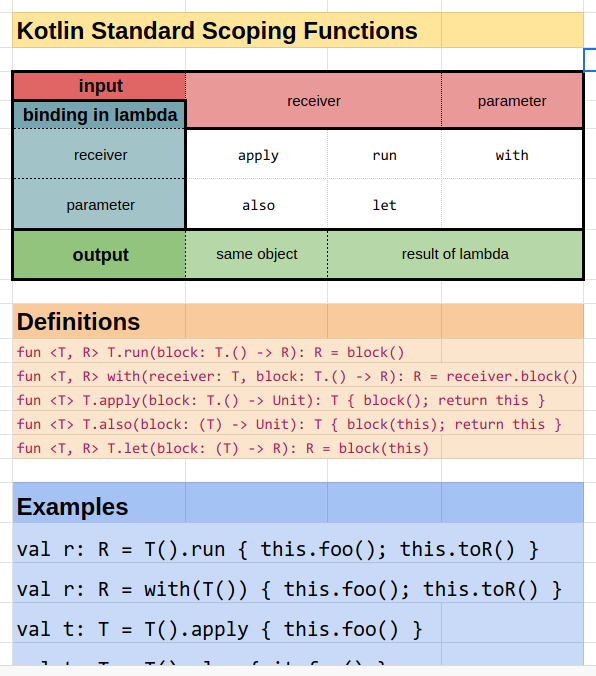 Kotlin Standard Scoping Functions
input receiver parameter
binding in lambda
receiver apply run with
parameter also let
output same object result of lambda
Definitions
fun <T, R> T.run(block: T.() -> R): R = block()
fun <T, R> with(receiver: T, block: T.() -> R): R = receiver.block()
fun <T> T.apply(block: T.() -> Unit): T { block(); return this }
fun <T> T.also(block: (T) -> Unit): T { block(this); return this }
fun <T, R> T.let(block: (T) -> R): R = block(this)
Examples
val r: R = T().run { this.foo(); this.toR() }
val r: R = with(T()) { this.foo(); this.toR() }
val t: T = T().apply { this.foo() }